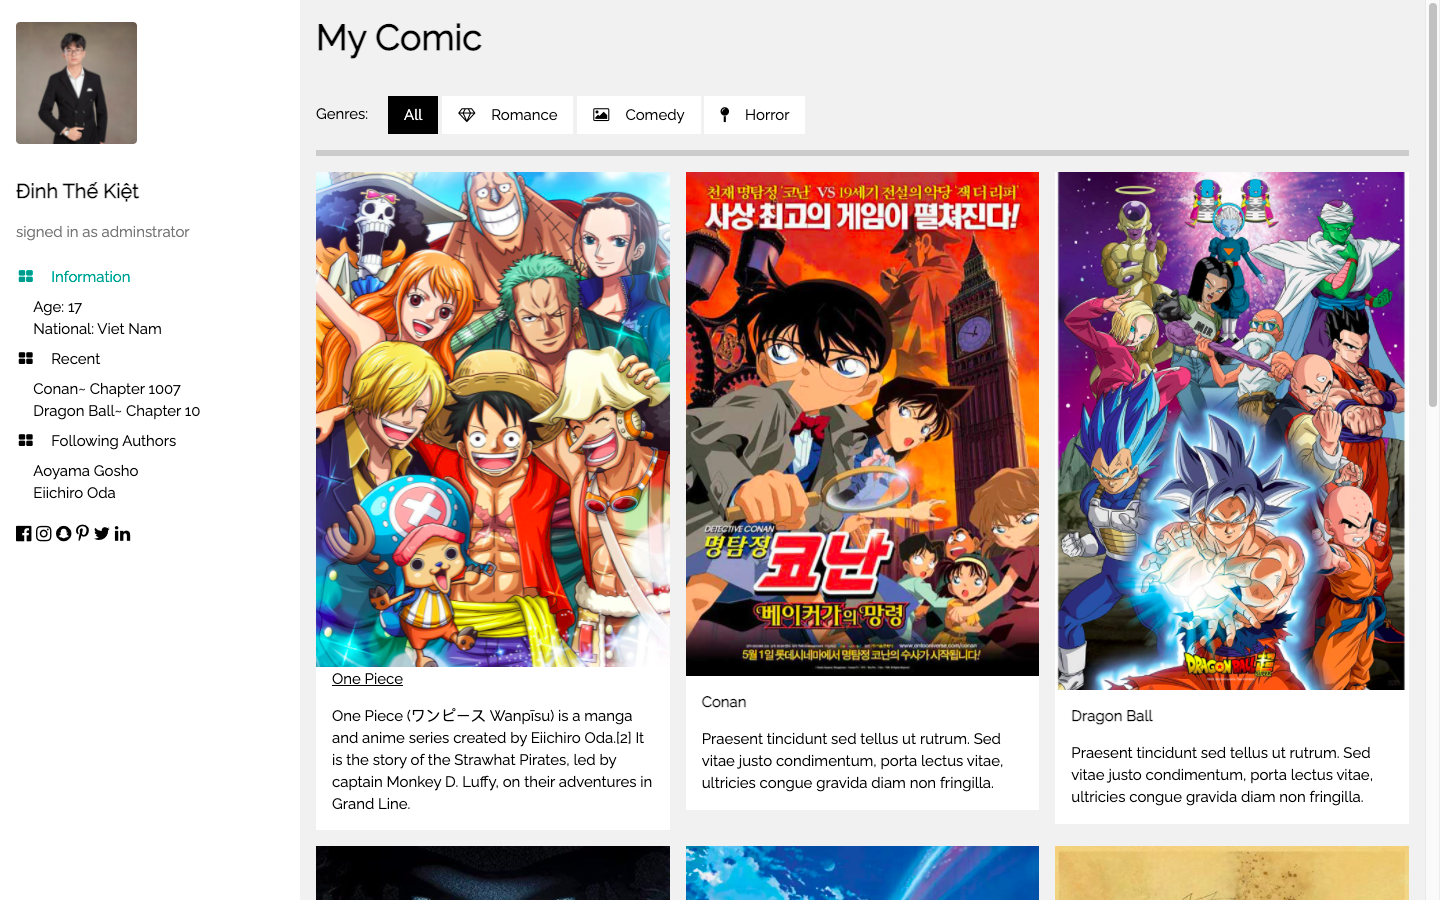 My Comic
Genres:
All
Romance
Comedy
Horror
Đinh Thế Kiệt
signed in as adminstrator
Information
Age: 17
National: Viet Nam
Recent
Conan~ Chapter 1007
Dragon Ball~ Chapter 10
Following Authors
Aoyama Gosho
Eiichiro Oda
One Piece
One Piece (ワンピース Wanpīsu) is a manga
and anime series created by Eiichiro Oda.[2] It
is the story of the Strawhat Pirates, led by
captain Monkey D. Luffy, on their adventures in
Grand Line.
천재 명탐정 '코난' VS 19세기 전설의 악당 '잭 더 리퍼'
사상 최고의 게임이 펼쳐진다!
DETECTIVE CONAN
명탐정
코난
베이커가의 망령
5월 1일 롯데시네마에서 명탐정 코난의 수사가 시작됩니다!
Conan
Praesent tincidunt sed tellus ut rutrum. Sed
vitae justo condimentum, porta lectus vitae,
ultricies congue gravida diam non fringilla.
MIR
DRAGON BALL
Dragon Ball
Praesent tincidunt sed tellus ut rutrum. Sed
vitae justo condimentum, porta lectus vitae,
ultricies congue gravida diam non fringilla.